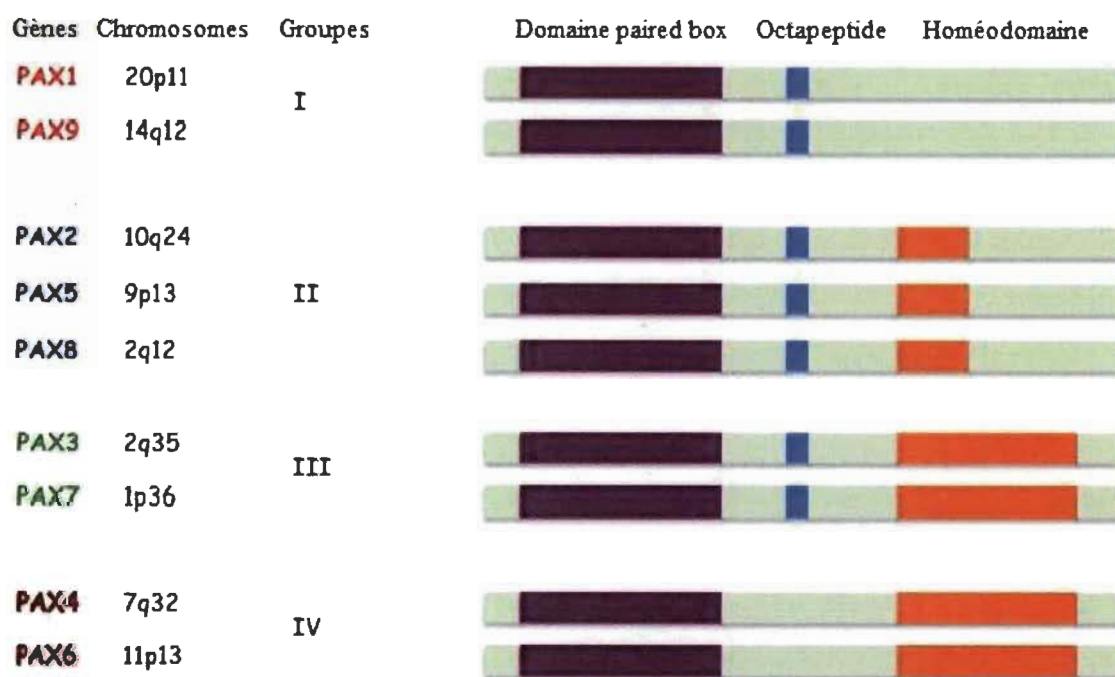 Gènes Chromosomes Groupes Domaine paired box Octapeptide Homéodomaine
PAX1 20p11
I
PAX9 14q12
PAX2 10q24
PAX5 9p13 II
PAX8 2q12
PAX3 2q35
III
PAX7 1p36
PAX4 7q32
IV
PAX6 11p13